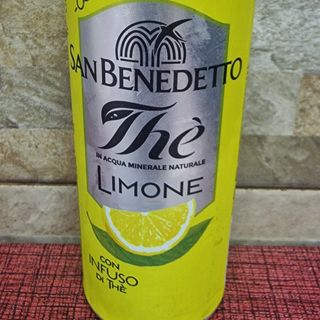 SAN BENEDETTO
Thè
IN ACQUA MINERALE NATURALE
LIMONE
CON
INFUSO
DI THÈ